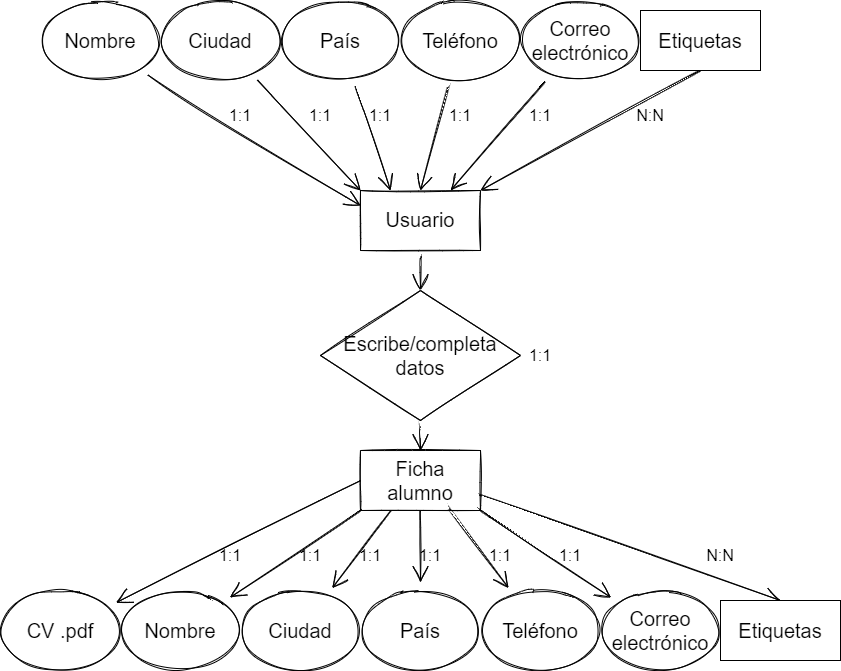 Nombre
Ciudad
País
Teléfono
Correo
electrónico
Etiquetas
1:1
1:1
1:1
1:1
1:1
N:N
Usuario
Escribe/completa
datos
1:1
Ficha
alumno
1:1
1:1
1:1
1:1
1:1
1:1
N:N
CV .pdf
Nombre
Ciudad
País
Teléfono
Correo
electrónico
Etiquetas